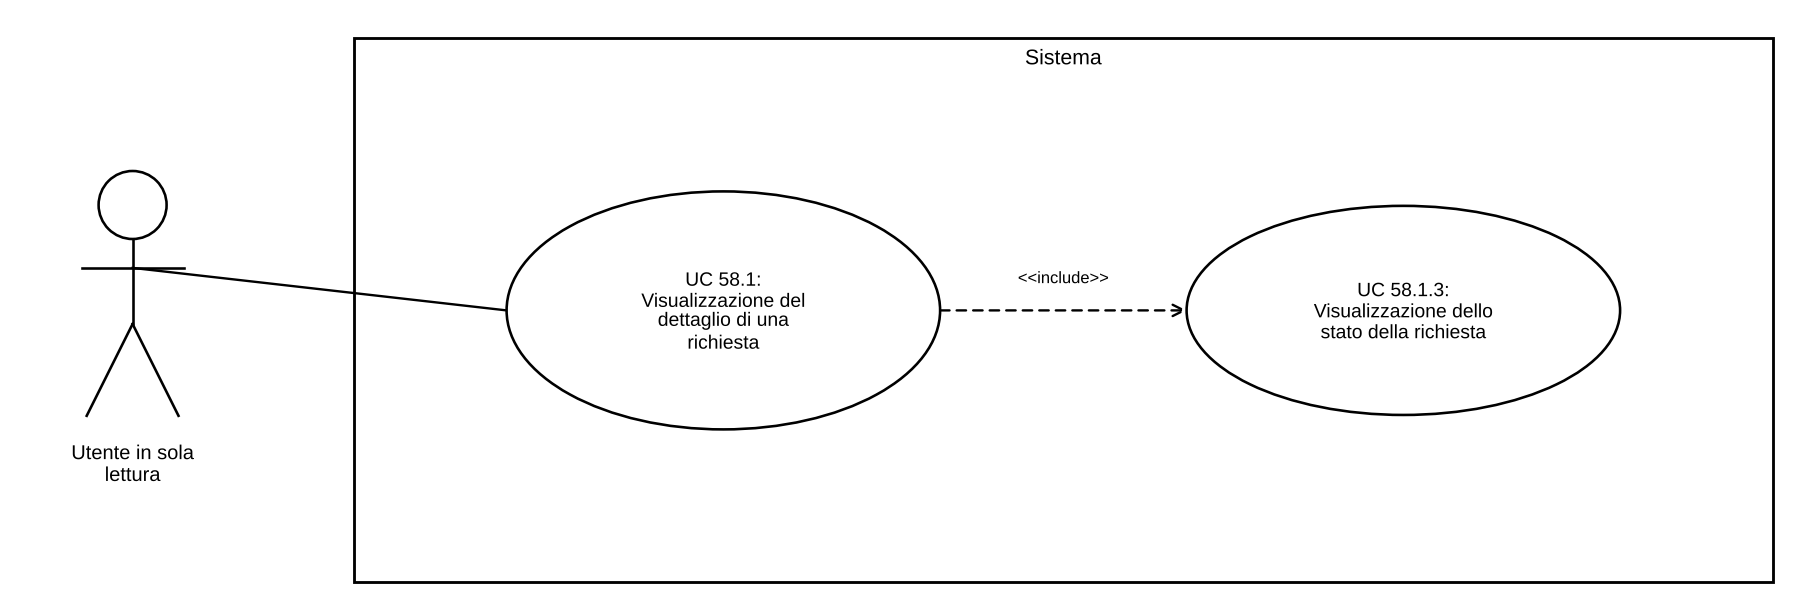 Sistema
UC 58.1:
Visualizzazione del
dettaglio di una
richiesta
<<include>>
UC 58.1.3:
Visualizzazione dello
stato della richiesta
Utente in sola
lettura